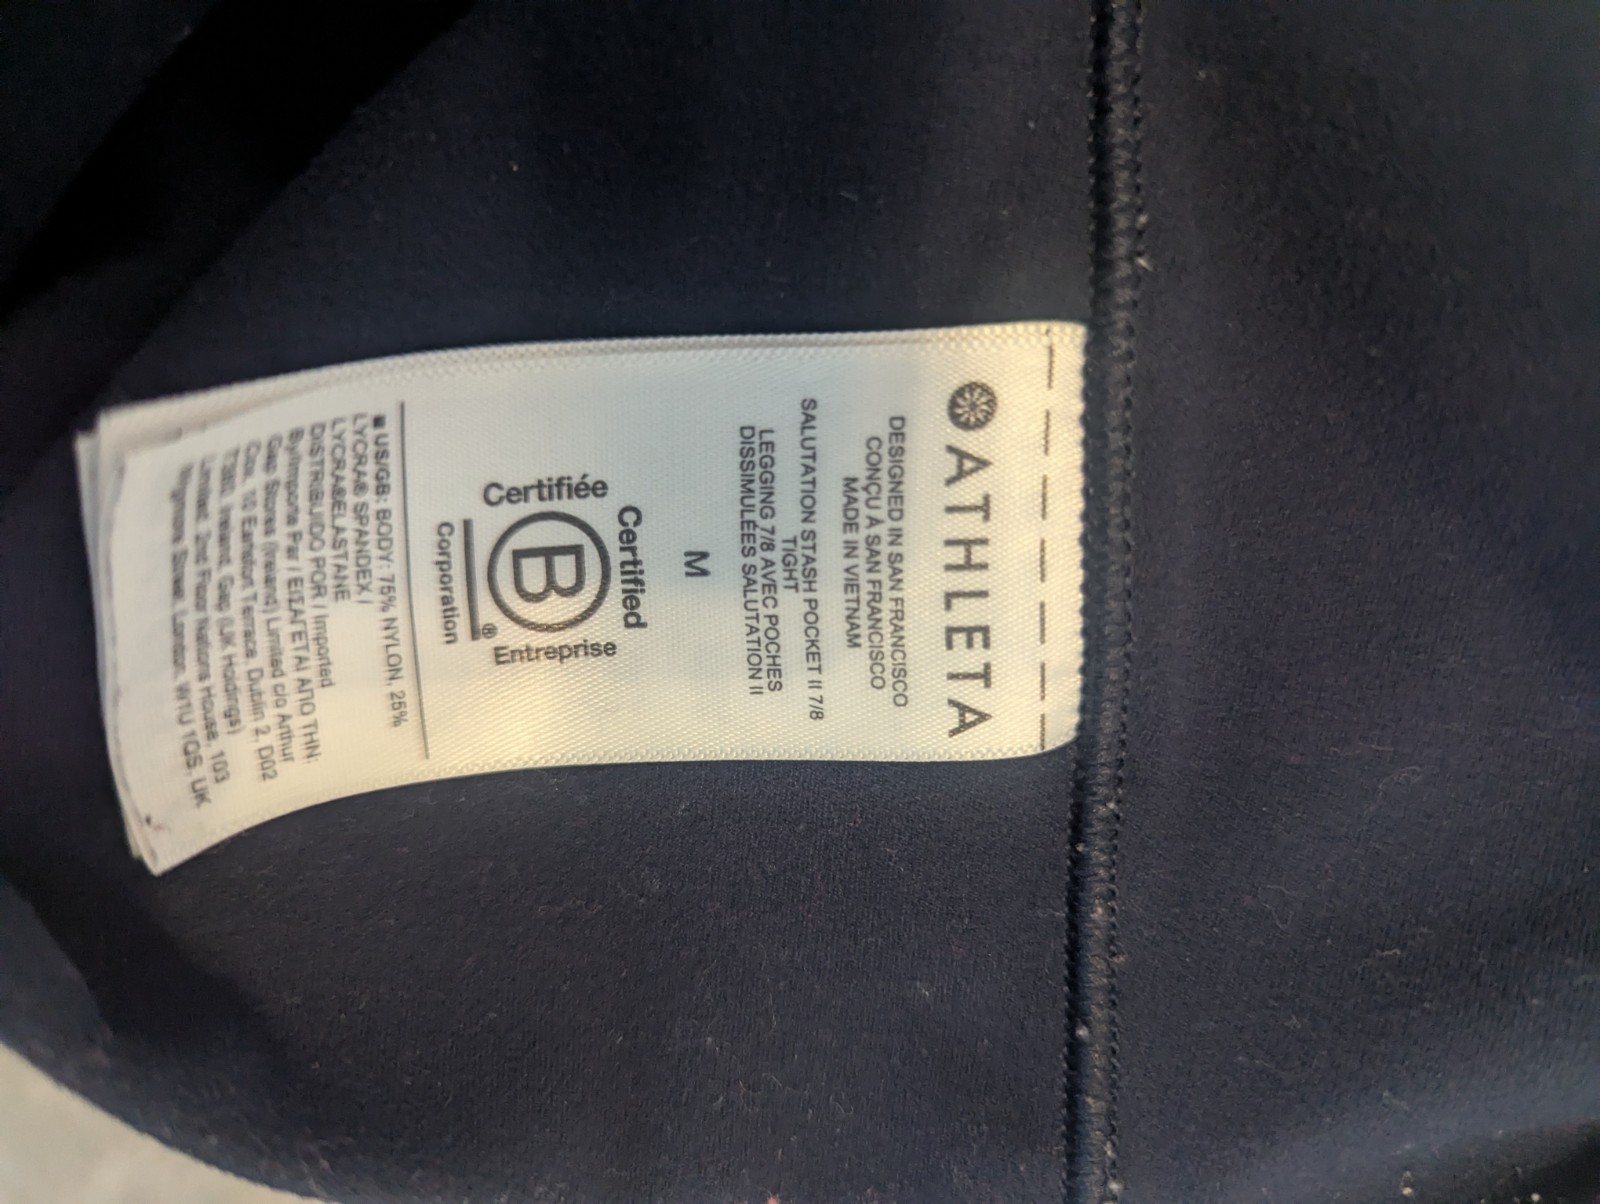 ATHLETA
DESIGNED IN SAN FRANCISCO
CONÇU À SAN FRANCISCO
MADE IN VIETNAM
SALUTATION STASH POCKET II 7/8
TIGHT
LEGGING 7/8 AVEC POCHES
DISSIMULÉES SALUTATION II
M
Certified
Certifiée
B
®
Entreprise
Corporation
■ US/GB: BODY: 75% NYLON, 25%
LYCRA® SPANDEX /
LYCRA®ELASTANE
DISTRIBUIDO POR / Imported
By/Importe Par / ΕΙΣΑΓΕΤΑΙ ΑΠΟ ΤΗΝ:
Gap Stores (Ireland) Limited c/o Arthur
Cox, 10 Earlsfort Terrace, Dublin 2, D02
T380, Ireland, Gap (UK Holdings)
Limited, 2nd Floor Nations House, 103
Wigmore Street, London, W1U 1QS, UK